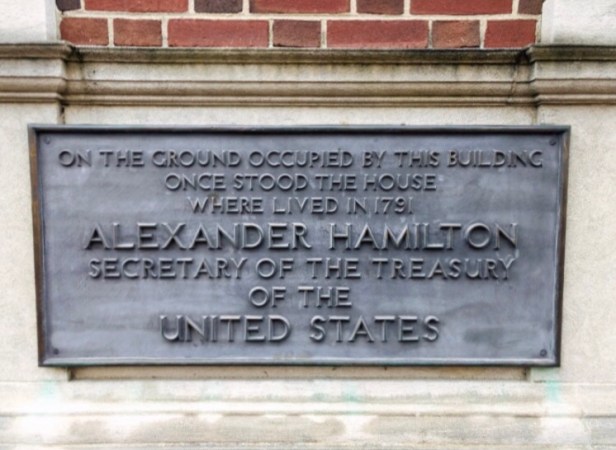 ON THE GROUND OCCUPIED BY THIS BUILDING
ONCE STOOD THE HOUSE
WHERE LIVED IN 1791
ALEXANDER HAMILTON
SECRETARY OF THE TREASURY
OF THE
UNITED STATES